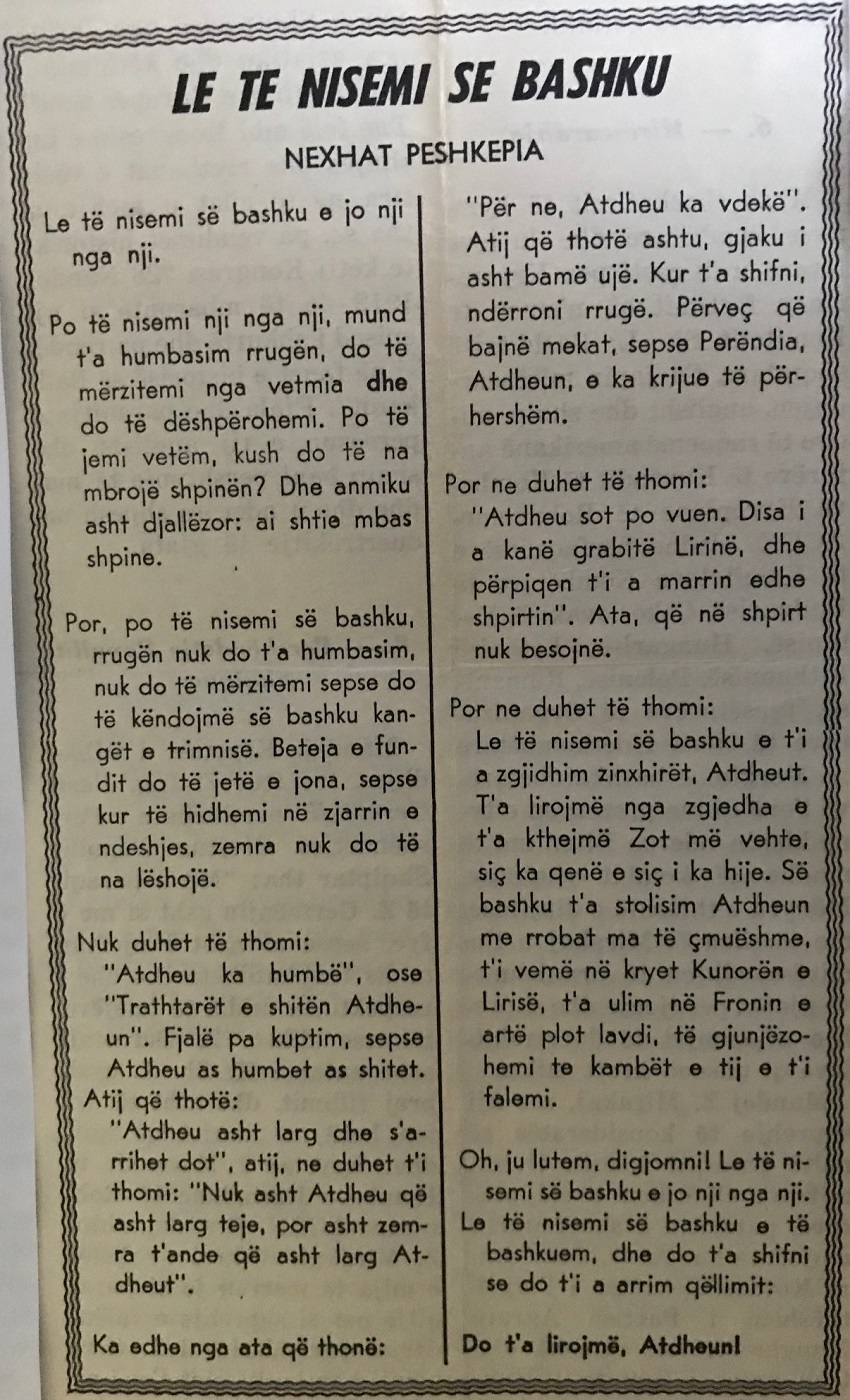 LE TE NISEMI SE BASHKU
NEXHAT PESHKEPIA
Le të nisemi së bashku e jo nji
nga nji.
Po të nisemi nji nga nji, mund
t'a humbasim rrugën, do të
mërzitemi nga vetmia dhe
do të dëshpërohemi. Po të
jemi vetëm, kush do të na
mbrojë shpinën? Dhe anmiku
asht djallëzor: ai shtie mbas
shpine.
Por, po të nisemi së bashku,
rrugën nuk do t'a humbasim,
nuk do të mërzitemi sepse do
të këndojmë së bashku kan-
gët e trimnisë. Beteja e fun-
dit do të jetë e jona, sepse
kur të hidhemi në zjarrin e
ndeshjes, zemra nuk do të
na lëshojë.
Nuk duhet të thomi:
"Atdheu ka humbë", ose
"Trathtarët e shitën Atdhe-
un". Fjalë pa kuptim, sepse
Atdheu as humbet as shitet.
Atij që thotë:
"Atdheu asht larg dhe s'a-
rrihet dot", atij, ne duhet t'i
thomi: "Nuk asht Atdheu që
asht larg teje, por asht zem-
ra t'ande që asht larg At-
dheut".
Ka edhe nga ata që thonë:
"Për ne, Atdheu ka vdekë".
Atij që thotë ashtu, gjaku i
asht bamë ujë. Kur t'a shifni,
ndërroni rrugë. Përveç që
bajnë mekat, sepse Perëndia,
Atdheun, e ka krijue të për-
hershëm.
Por ne duhet të thomi:
"Atdheu sot po vuen. Disa i
a kanë grabitë Lirinë, dhe
përpiqen t'i a marrin edhe
shpirtin". Ata, që në shpirt
nuk besojnë.
Por ne duhet të thomi:
Le të nisemi së bashku e t'i
a zgjidhim zinxhirët, Atdheut.
T'a lirojmë nga zgjedha e
t'a kthejmë Zot më vehte,
siç ka qenë e siç i ka hije. Së
bashku t'a stolisim Atdheun
me rrobat ma të çmuëshme,
t'i vemë në kryet Kunorën e
Lirisë, t'a ulim në Fronin e
artë plot lavdi, të gjunjëzo-
hemi te kambët e tij e t'i
falemi.
Oh, ju lutem, digjomni! Le të ni-
semi së bashku e jo nji nga nji.
Le të nisemi së bashku e të
bashkuem, dhe do t'a shifni
se do t'i a arrim qëllimit:
Do t'a lirojmë, Atdheun!